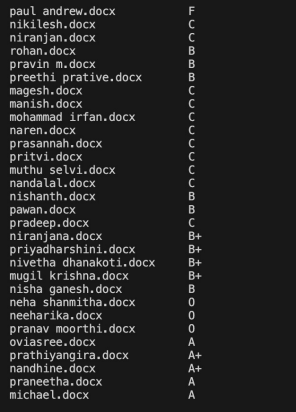 paul andrew.docx F
nikilesh.docx C
niranjan.docx C
rohan.docx B
pravin m.docx B
preethi prative.docx B
magesh.docx C
manish.docx C
mohammad irfan.docx C
naren.docx C
prasannah.docx C
pritvi.docx C
muthu selvi.docx C
nandalal.docx C
nishanth.docx B
pawan.docx B
pradeep.docx C
niranjana.docx B+
priyadharshini.docx B+
nivetha dhanakoti.docx B+
mugil krishna.docx B+
nisha ganesh.docx B
neha shanmitha.docx O
neeharika.docx O
pranav moorthi.docx O
oviasree.docx A
prathiyangira.docx A+
nandhine.docx A+
praneetha.docx A
michael.docx A